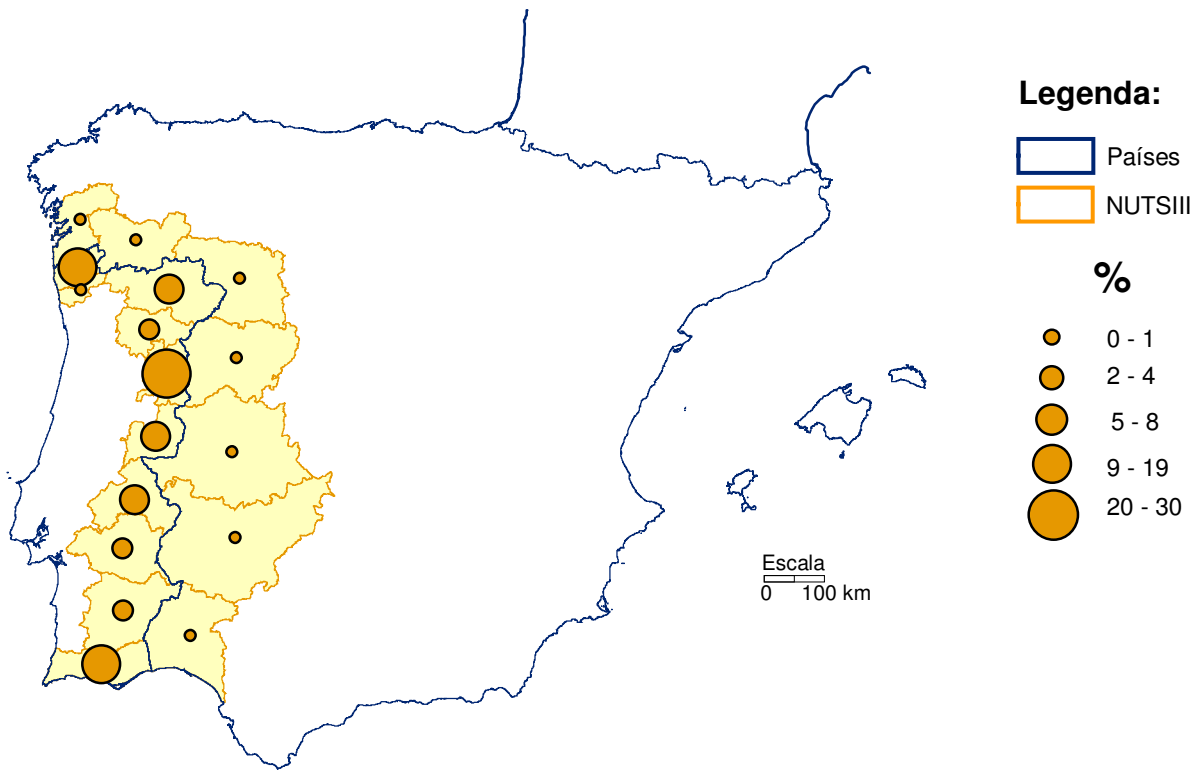 Legenda:
Países
NUTSIII
%
0 - 1
2 - 4
5 - 8
9 - 19
20 - 30
Escala
0 100 km